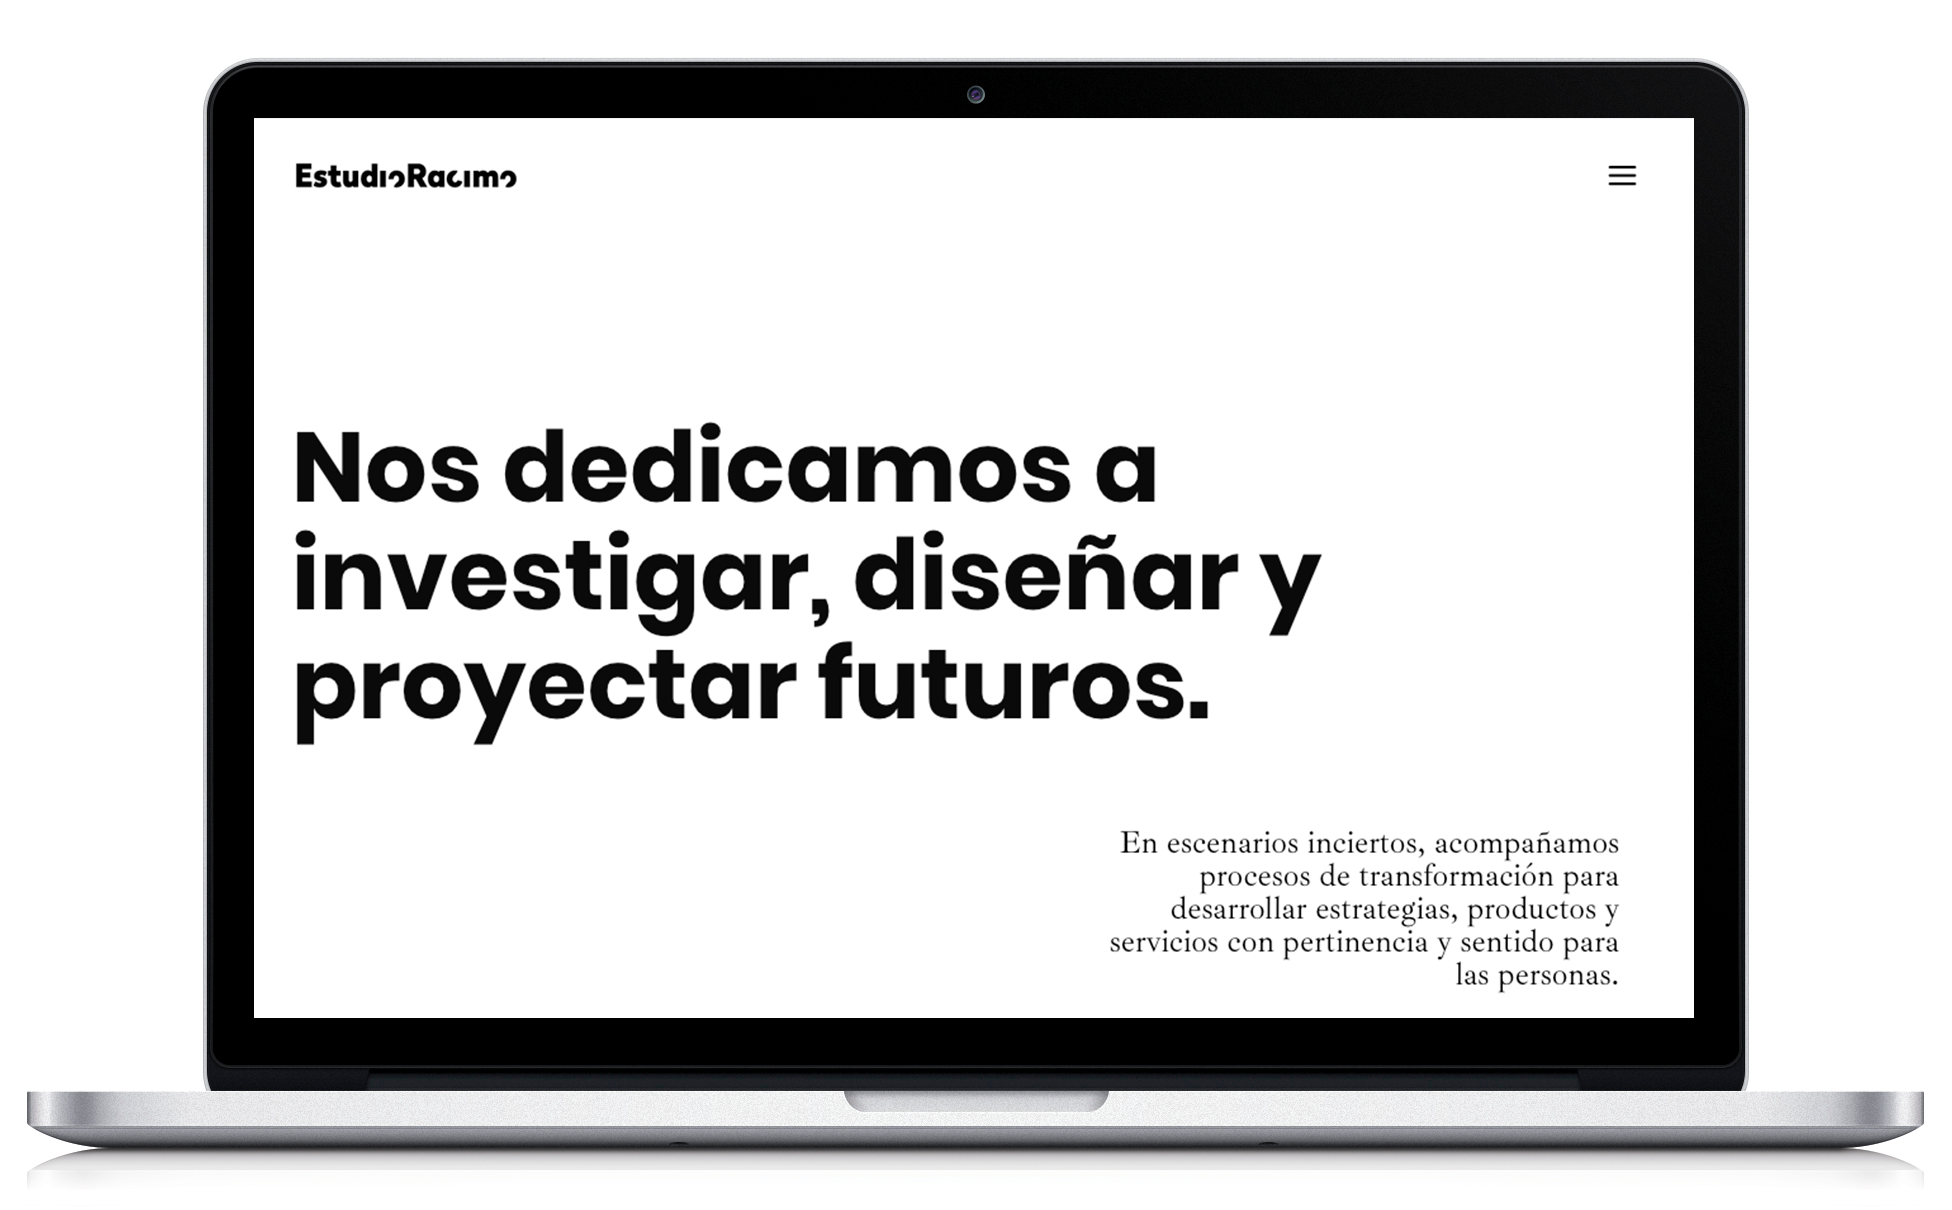 EstudioRacimo
Nos dedicamos a
investigar, diseñar y
proyectar futuros.
En escenarios inciertos, acompañamos
procesos de transformación para
desarrollar estrategias, productos y
servicios con pertinencia y sentido para
las personas.